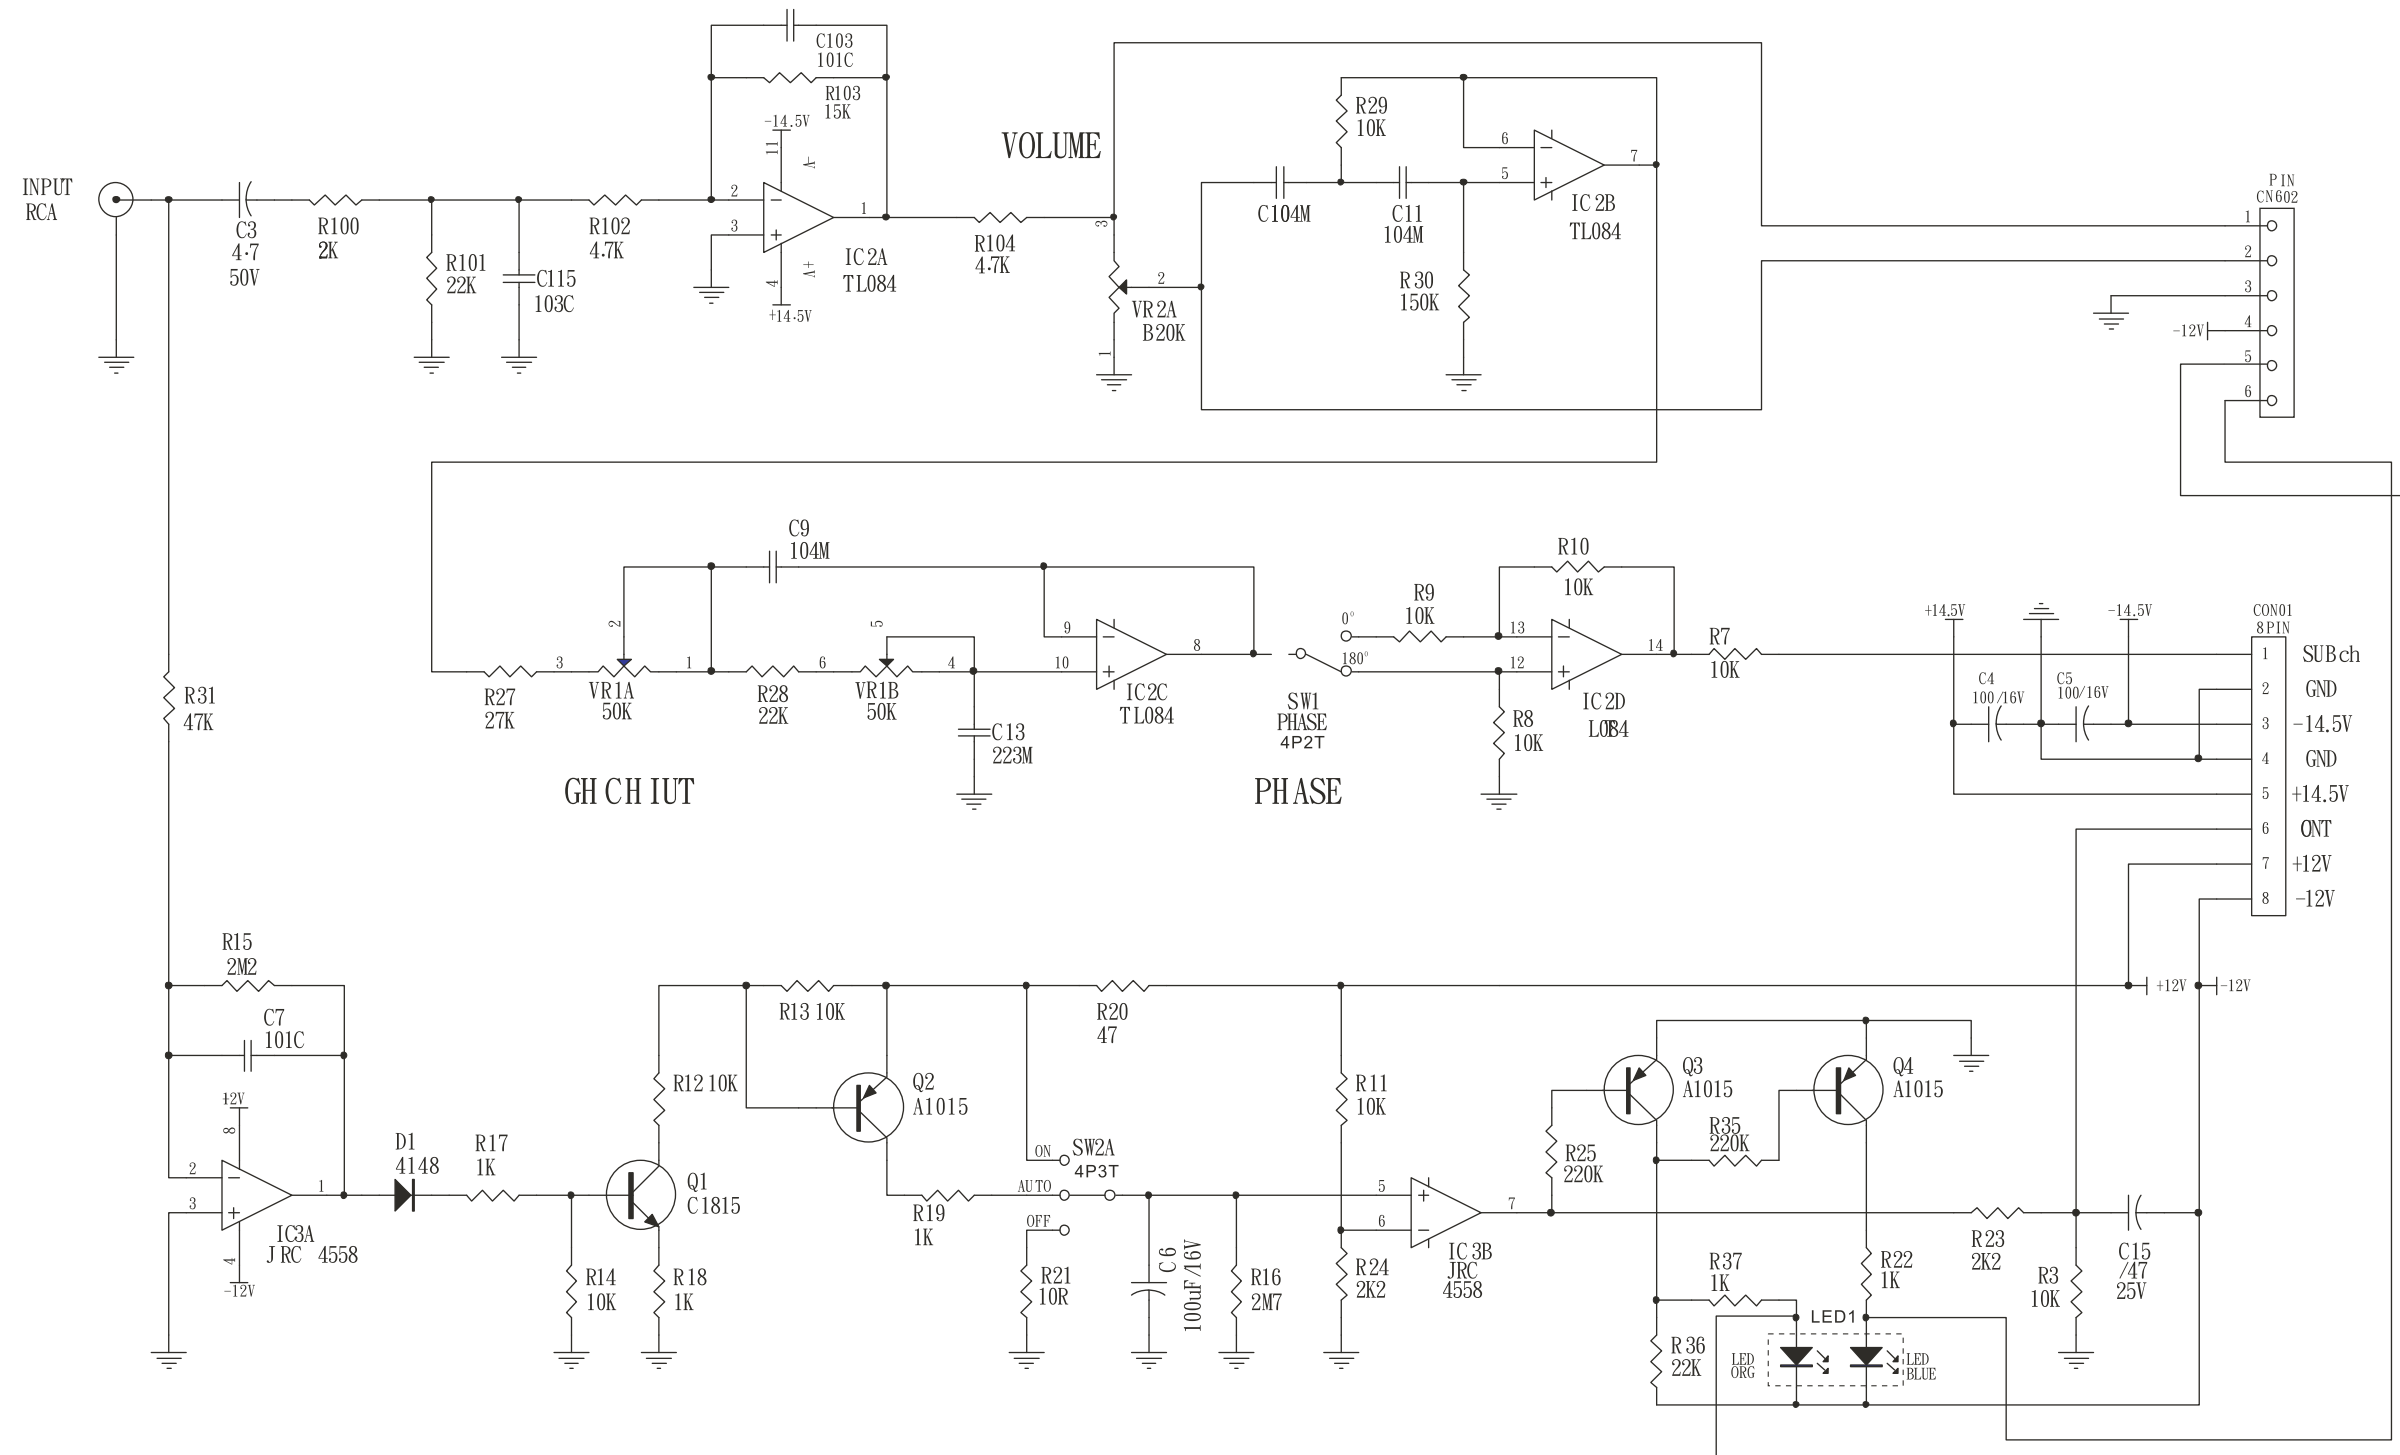 C103
101C
R103
15K
-14.5V
11
V-
2
3
1
4
V+
+14.5V
IC2A
TL084
INPUT
RCA
C3
4.7
50V
R100
2K
R101
22K
C115
103C
R102
4.7K
R104
4.7K
VOLUME
3
2
1
VR2A
B20K
R29
10K
C104M
C11
104M
R30
150K
6
5
7
IC2B
TL084
PIN
CN602
1
2
3
-12V
4
5
6
C9
104M
2
5
3
1
6
4
R27
27K
VR1A
50K
R28
22K
VR1B
50K
C13
223M
9
10
8
IC2C
TL084
GHCHIUT
0°
180°
SW1
PHASE
4P2T
PHASE
R9
10K
R10
10K
13
12
14
R8
10K
IC2D
TL084
R7
10K
+14.5V
-14.5V
C4
100/16V
C5
100/16V
CON01
8PIN
1 SUBch
2 GND
3 -14.5V
4 GND
5 +14.5V
6 ONT
7 +12V
8 -12V
R31
47K
R15
2M2
C7
101C
+12V
8
2
3
1
4
-12V
IC3A
JRC 4558
D1
4148
R17
1K
R14
10K
Q1
C1815
R18
1K
R12 10K
R13 10K
Q2
A1015
R19
1K
R20
47
ON
AUTO
OFF
SW2A
4P3T
R21
10R
C6
100uF/16V
R16
2M7
R11
10K
R24
2K2
5
6
7
IC3B
JRC
4558
+12V
-12V
Q3
A1015
Q4
A1015
R25
220K
R35
220K
R37
1K
R22
1K
R36
22K
LED1
LED
ORG
LED
BLUE
R23
2K2
R3
10K
C15
/47
25V